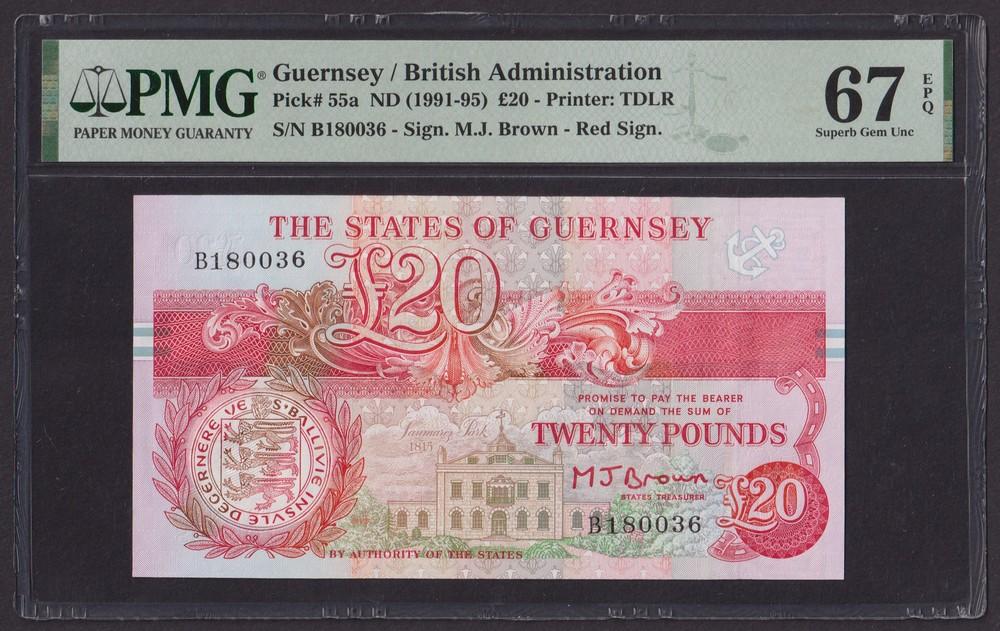 PMG®
PAPER MONEY GUARANTY
Guernsey / British Administration
Pick# 55a ND (1991-95) £20 - Printer: TDLR
S/N B180036 - Sign. M.J. Brown - Red Sign.
67 EPQ
Superb Gem Unc
THE STATES OF GUERNSEY
B180036
£20
PROMISE TO PAY THE BEARER
ON DEMAND THE SUM OF
TWENTY POUNDS
Saumarez Park
1815
S·BALLIVIE INSVLE DEGERNEREVE
MJ Brown
STATES TREASURER
£20
B180036
BY AUTHORITY OF THE STATES